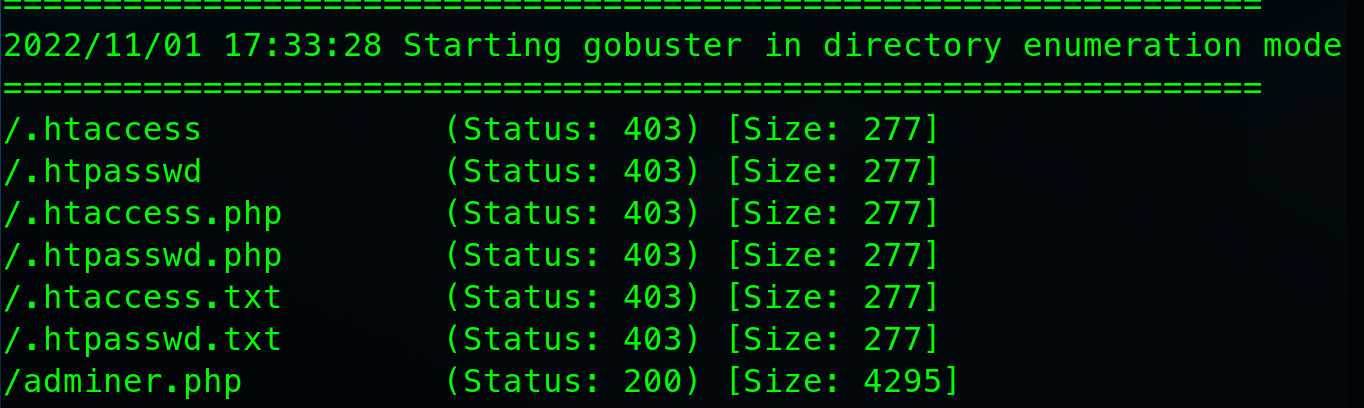 ===============================================================
2022/11/01 17:33:28 Starting gobuster in directory enumeration mode
===============================================================
/.htaccess            (Status: 403) [Size: 277]
/.htpasswd            (Status: 403) [Size: 277]
/.htaccess.php        (Status: 403) [Size: 277]
/.htpasswd.php        (Status: 403) [Size: 277]
/.htaccess.txt        (Status: 403) [Size: 277]
/.htpasswd.txt        (Status: 403) [Size: 277]
/adminer.php          (Status: 200) [Size: 4295]